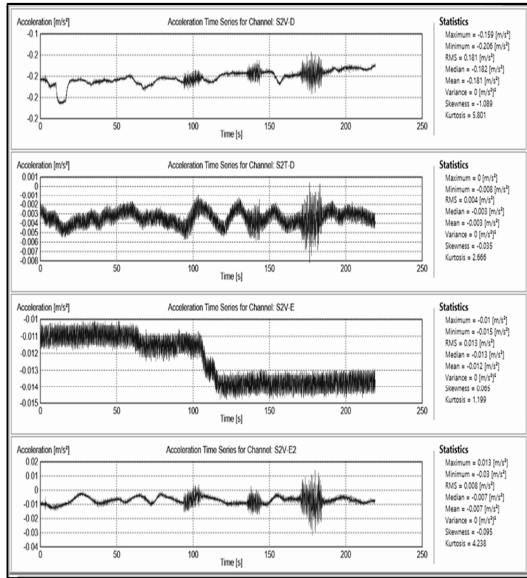 Acceleration [m/s²] Acceleration Time Series for Channel: S2V-D
-0.1
-0.2
-0.2
-0.2
-0.2
0 50 100 150 200 250
Time [s]
Statistics
Maximum = -0.159 [m/s²]
Minimum = -0.206 [m/s²]
RMS = 0.181 [m/s²]
Median = -0.182 [m/s²]
Mean = -0.181 [m/s²]
Variance = 0 [m/s²]²
Skewness = -1.089
Kurtosis = 5.801
Acceleration [m/s²] Acceleration Time Series for Channel: S2T-D
0.001
0
-0.001
-0.002
-0.003
-0.004
-0.005
-0.006
-0.007
-0.008
0 50 100 150 200 250
Time [s]
Statistics
Maximum = 0 [m/s²]
Minimum = -0.008 [m/s²]
RMS = 0.004 [m/s²]
Median = -0.003 [m/s²]
Mean = -0.003 [m/s²]
Variance = 0 [m/s²]²
Skewness = -0.035
Kurtosis = 2.666
Acceleration [m/s²] Acceleration Time Series for Channel: S2V-E
-0.01
-0.011
-0.012
-0.013
-0.014
-0.015
0 50 100 150 200 250
Time [s]
Statistics
Maximum = -0.01 [m/s²]
Minimum = -0.015 [m/s²]
RMS = 0.013 [m/s²]
Median = -0.013 [m/s²]
Mean = -0.012 [m/s²]
Variance = 0 [m/s²]²
Skewness = 0.065
Kurtosis = 1.199
Acceleration [m/s²] Acceleration Time Series for Channel: S2V-E2
0.02
0.01
0
-0.01
-0.02
-0.03
-0.04
0 50 100 150 200 250
Time [s]
Statistics
Maximum = 0.013 [m/s²]
Minimum = -0.03 [m/s²]
RMS = 0.008 [m/s²]
Median = -0.007 [m/s²]
Mean = -0.007 [m/s²]
Variance = 0 [m/s²]²
Skewness = -0.095
Kurtosis = 4.238